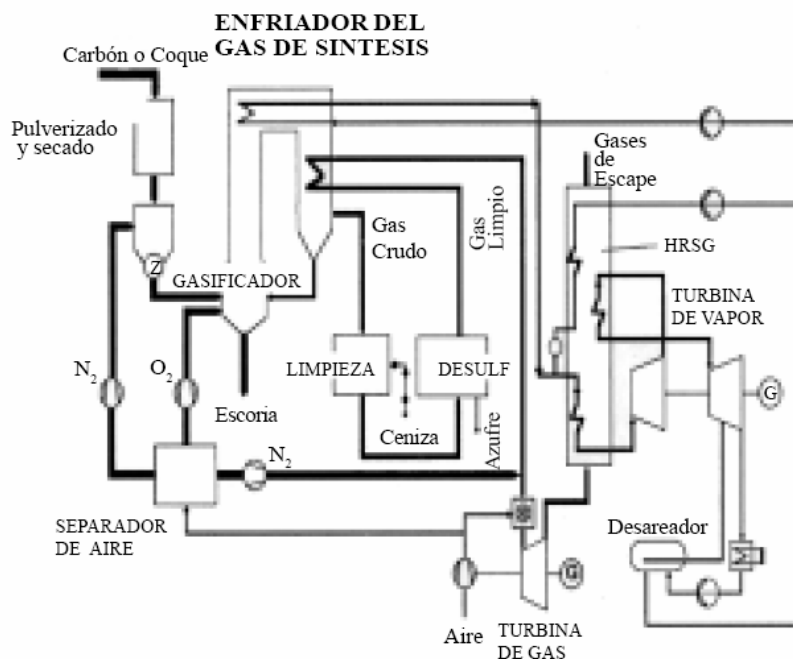 ENFRIADOR DEL
GAS DE SINTESIS
Carbón o Coque
Pulverizado
y secado
Gases
de
Escape
Gas
Crudo
Gas
Limpio
HRSG
Z
GASIFICADOR
TURBINA
DE VAPOR
N2
O2
LIMPIEZA
DESULF
G
Escoria
Ceniza
Azufre
N2
SEPARADOR
DE AIRE
Desareador
G
Aire
TURBINA
DE GAS